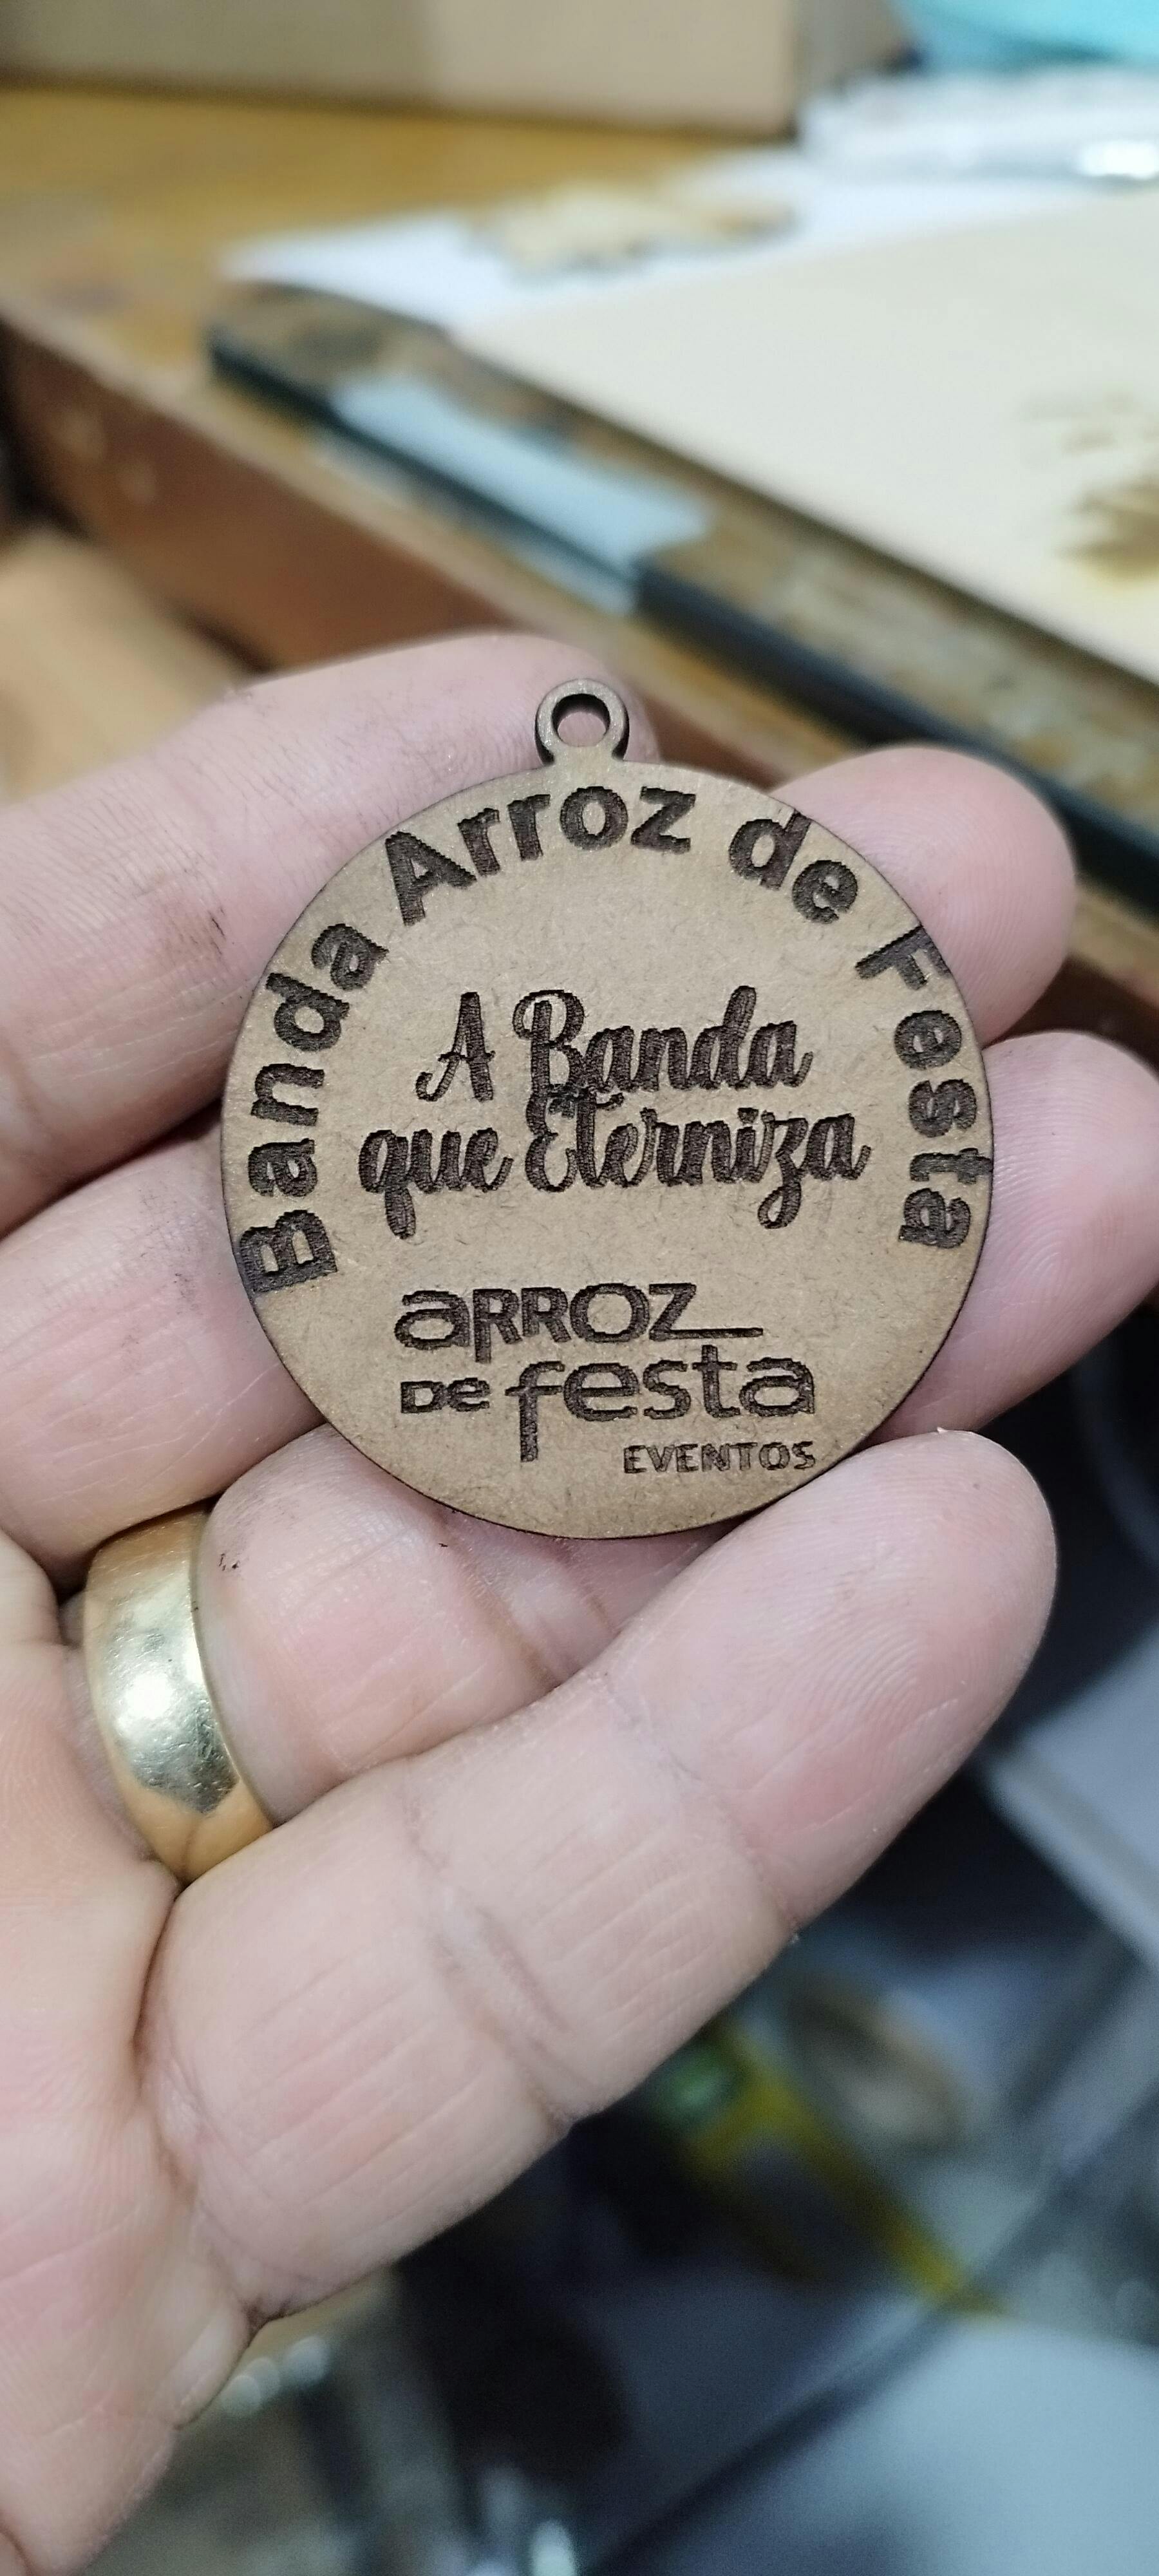 Banda Arroz de Festa
A Banda
que Eterniza
aRROZ
De festa
EVENTOS